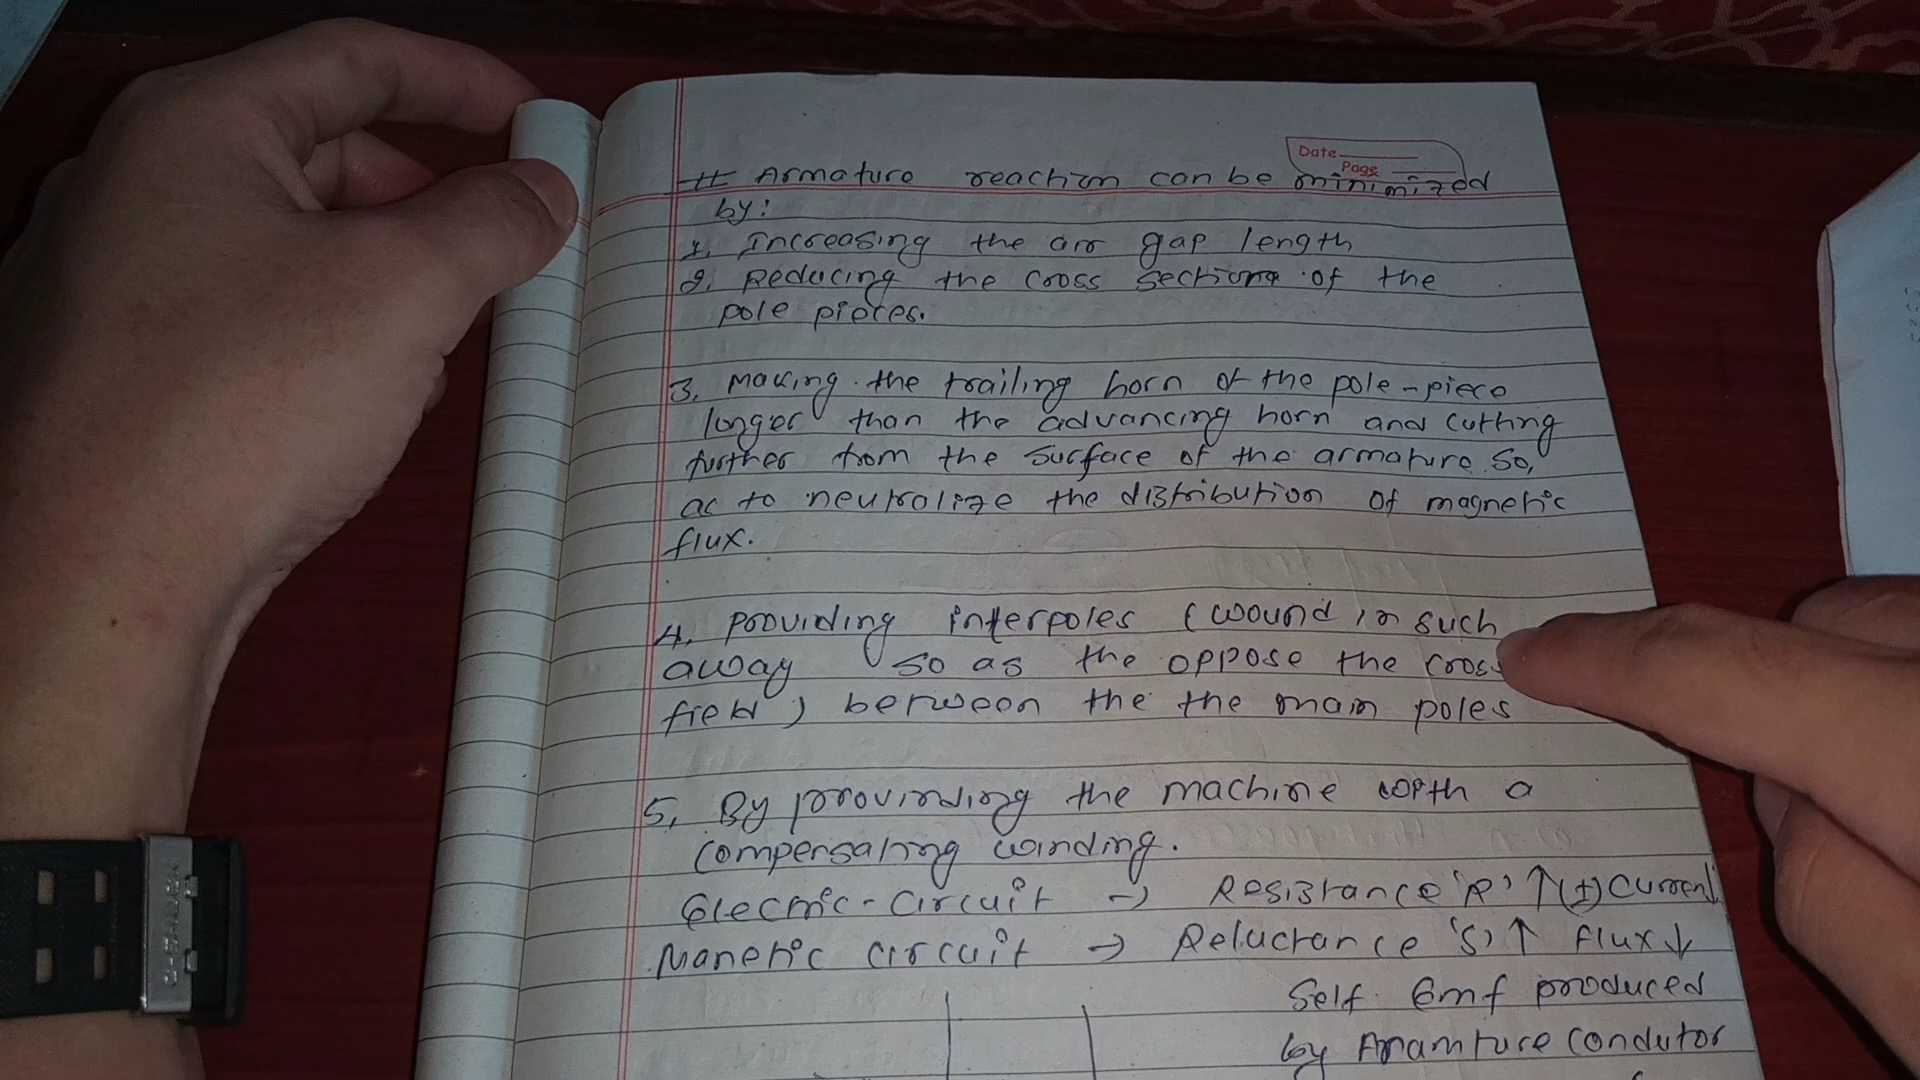 Date
Page
# Armature reaction can be minimized
by:
1. Increasing the air gap length
2. Reducing the cross sections of the
pole pieces.
3. Making the trailing horn of the pole-piece
longer than the advancing horn and cutting
further from the surface of the armature. So,
as to neutralize the distribution of magnetic
flux.
4. Providing interpoles (wound in such
away so as the oppose the cross
field) between the the main poles
5. By provinding the machine with a
compensating winding.
Electric-Circuit → Resistance 'R' ↑ (I) Current↓
Manetic circuit → Reluctance 'S' ↑ flux ↓
Self Emf produced
by Anamture Condutor